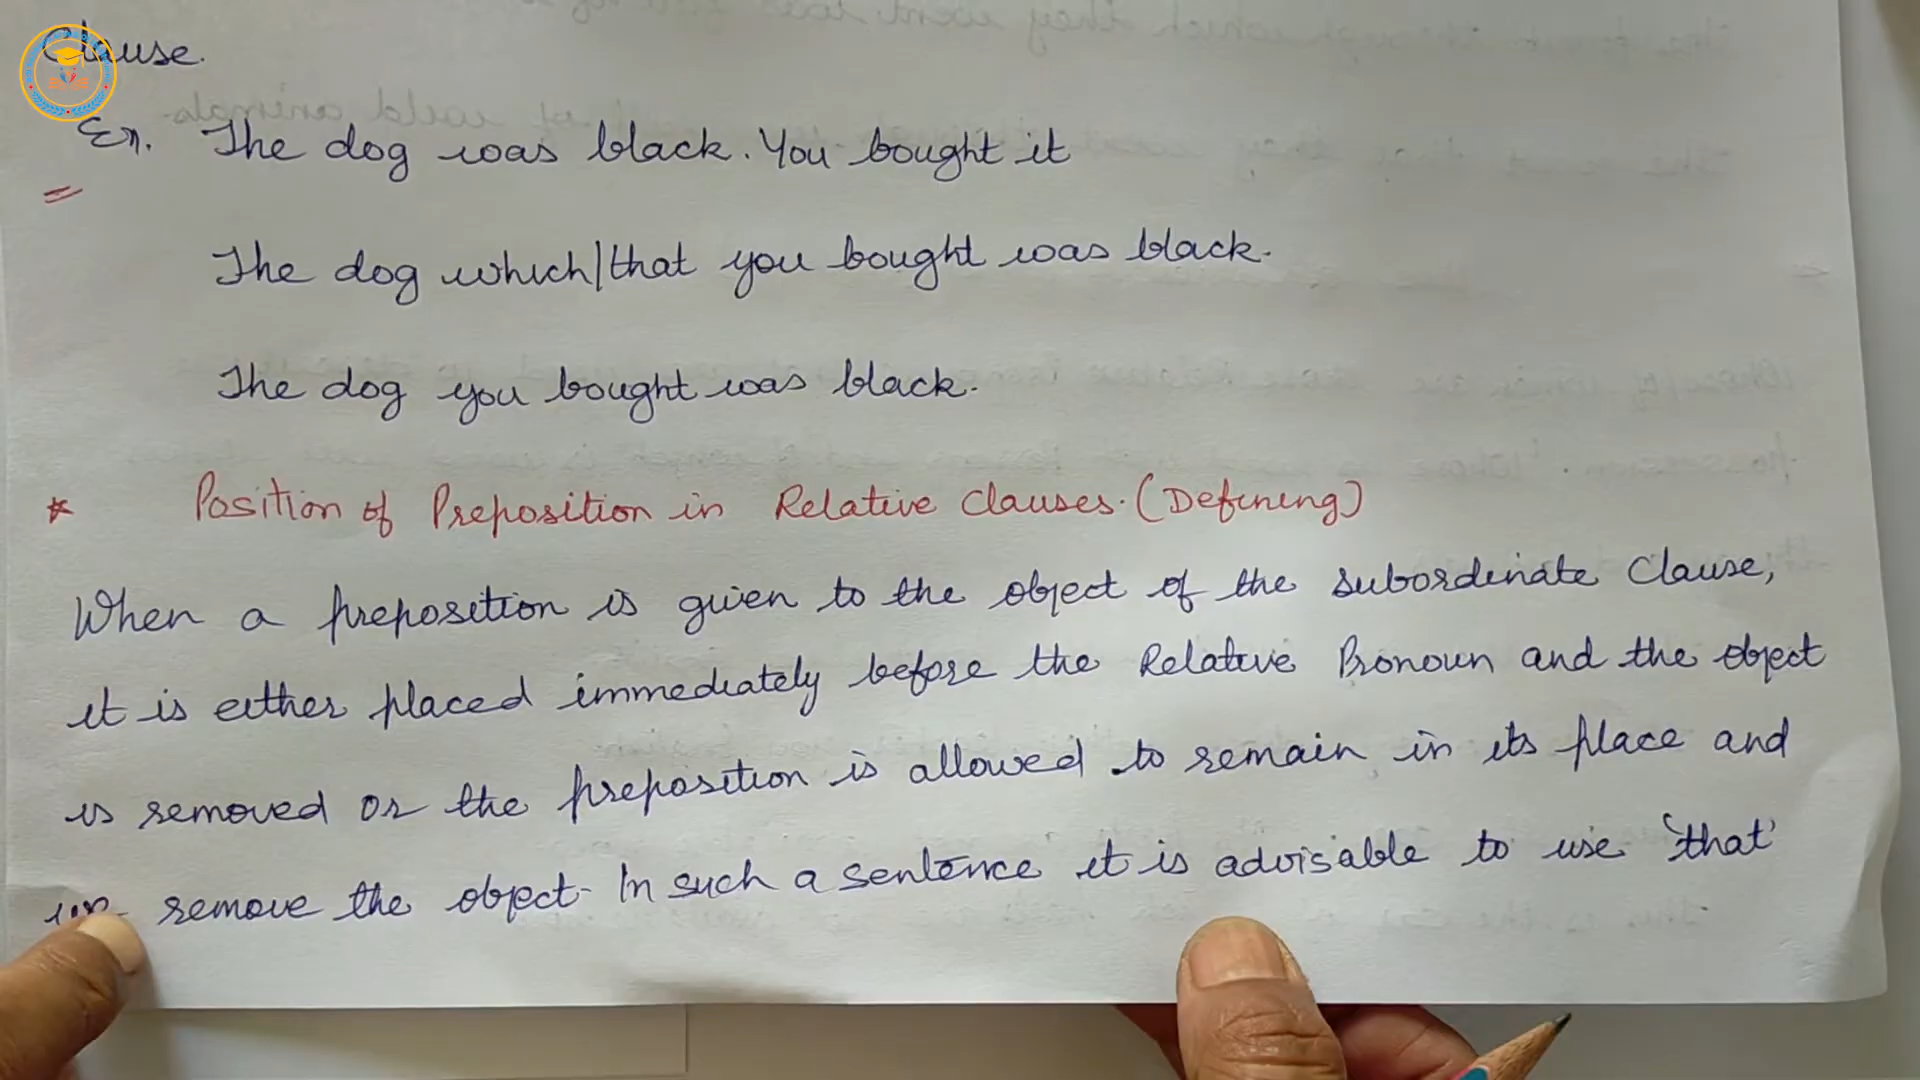 Clause.
Ex. The dog was black. You bought it
The dog which/that you bought was black.
The dog you bought was black.
* Position of Preposition in Relative Clauses. (Defining)
When a preposition is given to the object of the subordinate Clause,
it is either placed immediately before the Relative Pronoun and the object
is removed or the preposition is allowed to remain in its place and
remove the object. In such a sentence it is advisable to use 'that'